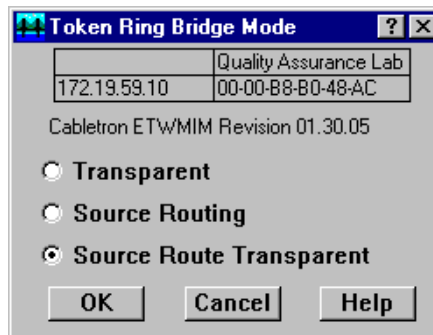 Token Ring Bridge Mode ? X
Quality Assurance Lab
172.19.59.10 00-00-B8-B0-48-AC
Cabletron ETWMIM Revision 01.30.05
Transparent
Source Routing
Source Route Transparent
OK Cancel Help